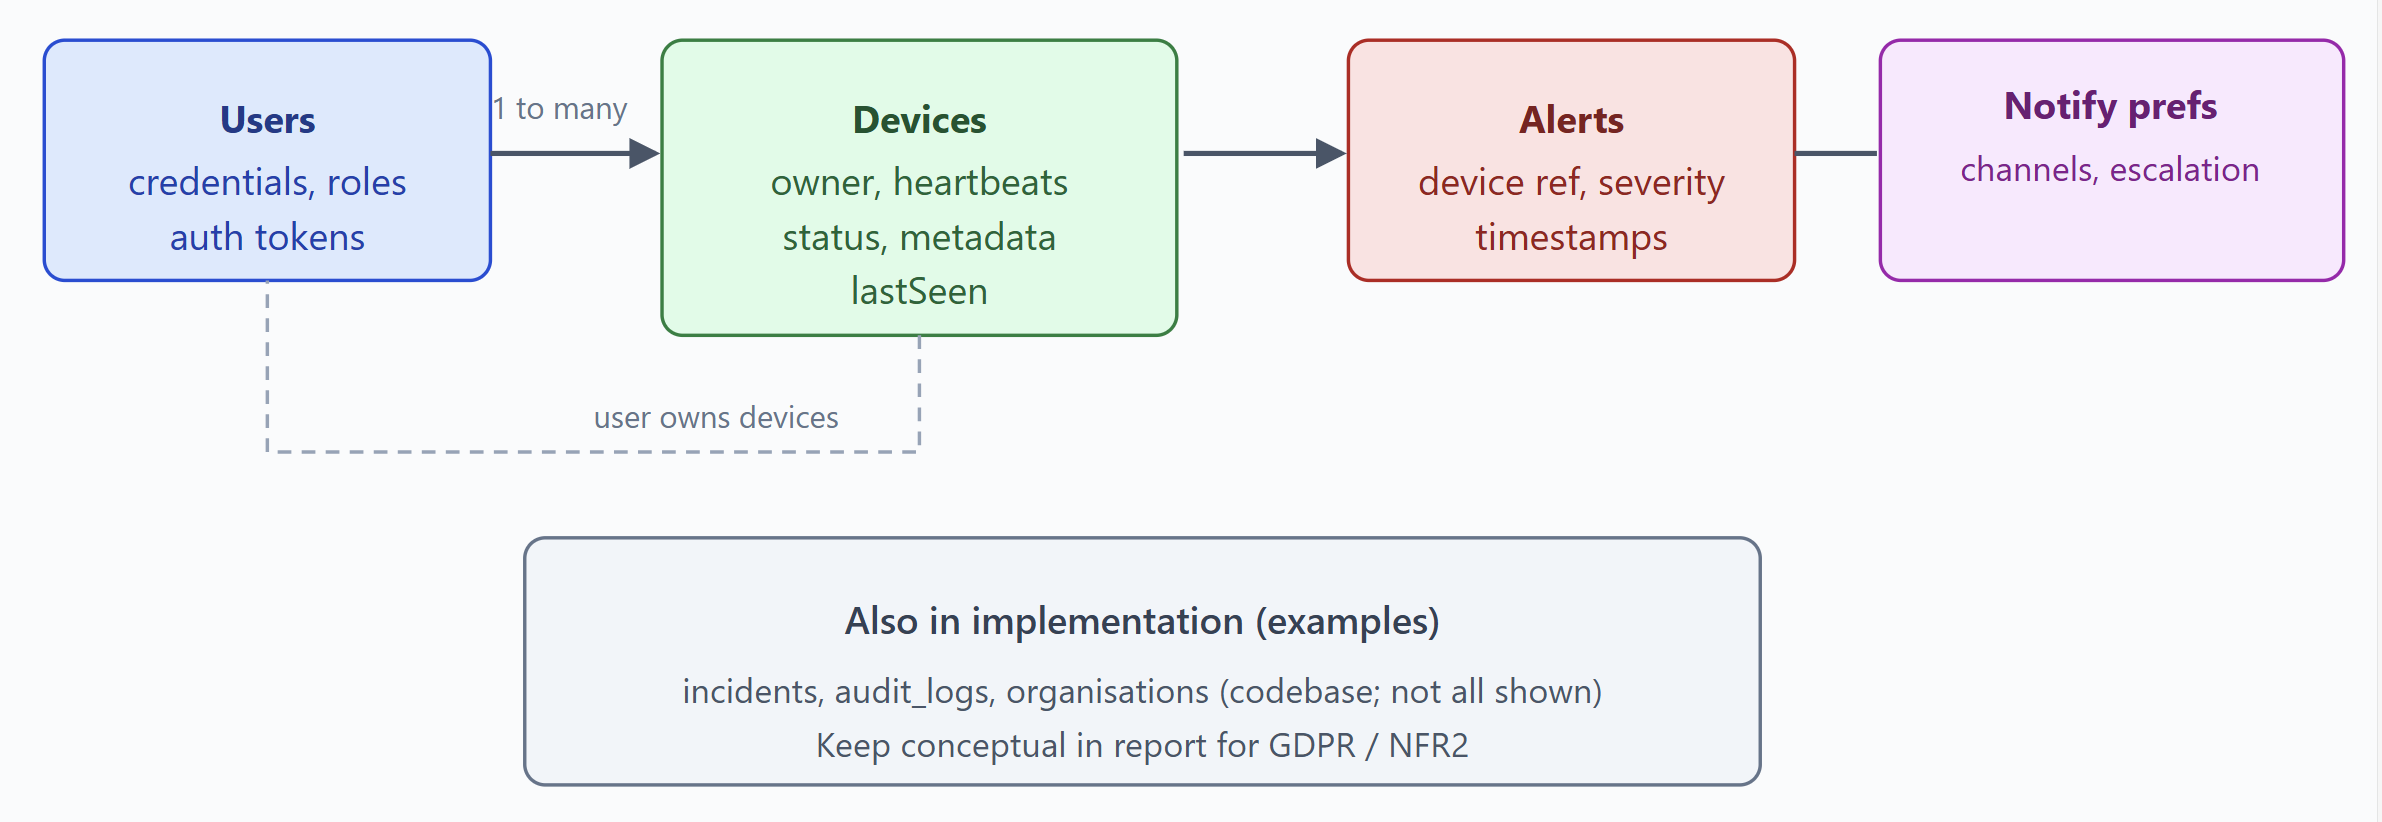 Users
credentials, roles
auth tokens
1 to many
Devices
owner, heartbeats
status, metadata
lastSeen
Alerts
device ref, severity
timestamps
Notify prefs
channels, escalation
user owns devices
Also in implementation (examples)
incidents, audit_logs, organisations (codebase; not all shown)
Keep conceptual in report for GDPR / NFR2